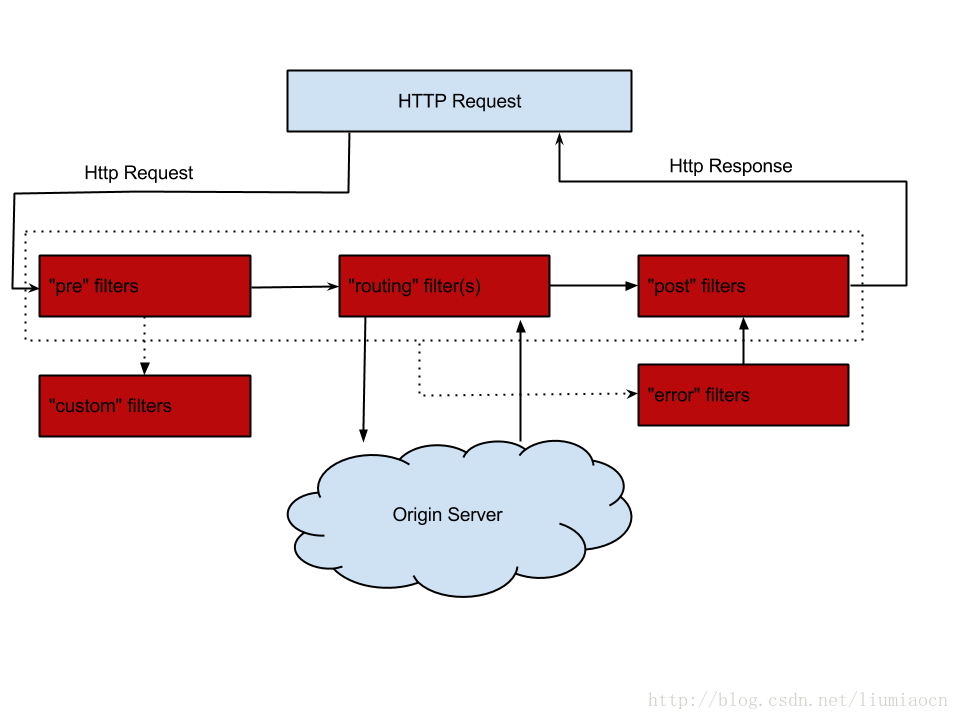 HTTP Request
Http Request
Http Response
"pre" filters
"routing" filter(s)
"post" filters
"custom" filters
"error" filters
Origin Server
http://blog.csdn.net/liumiaocn